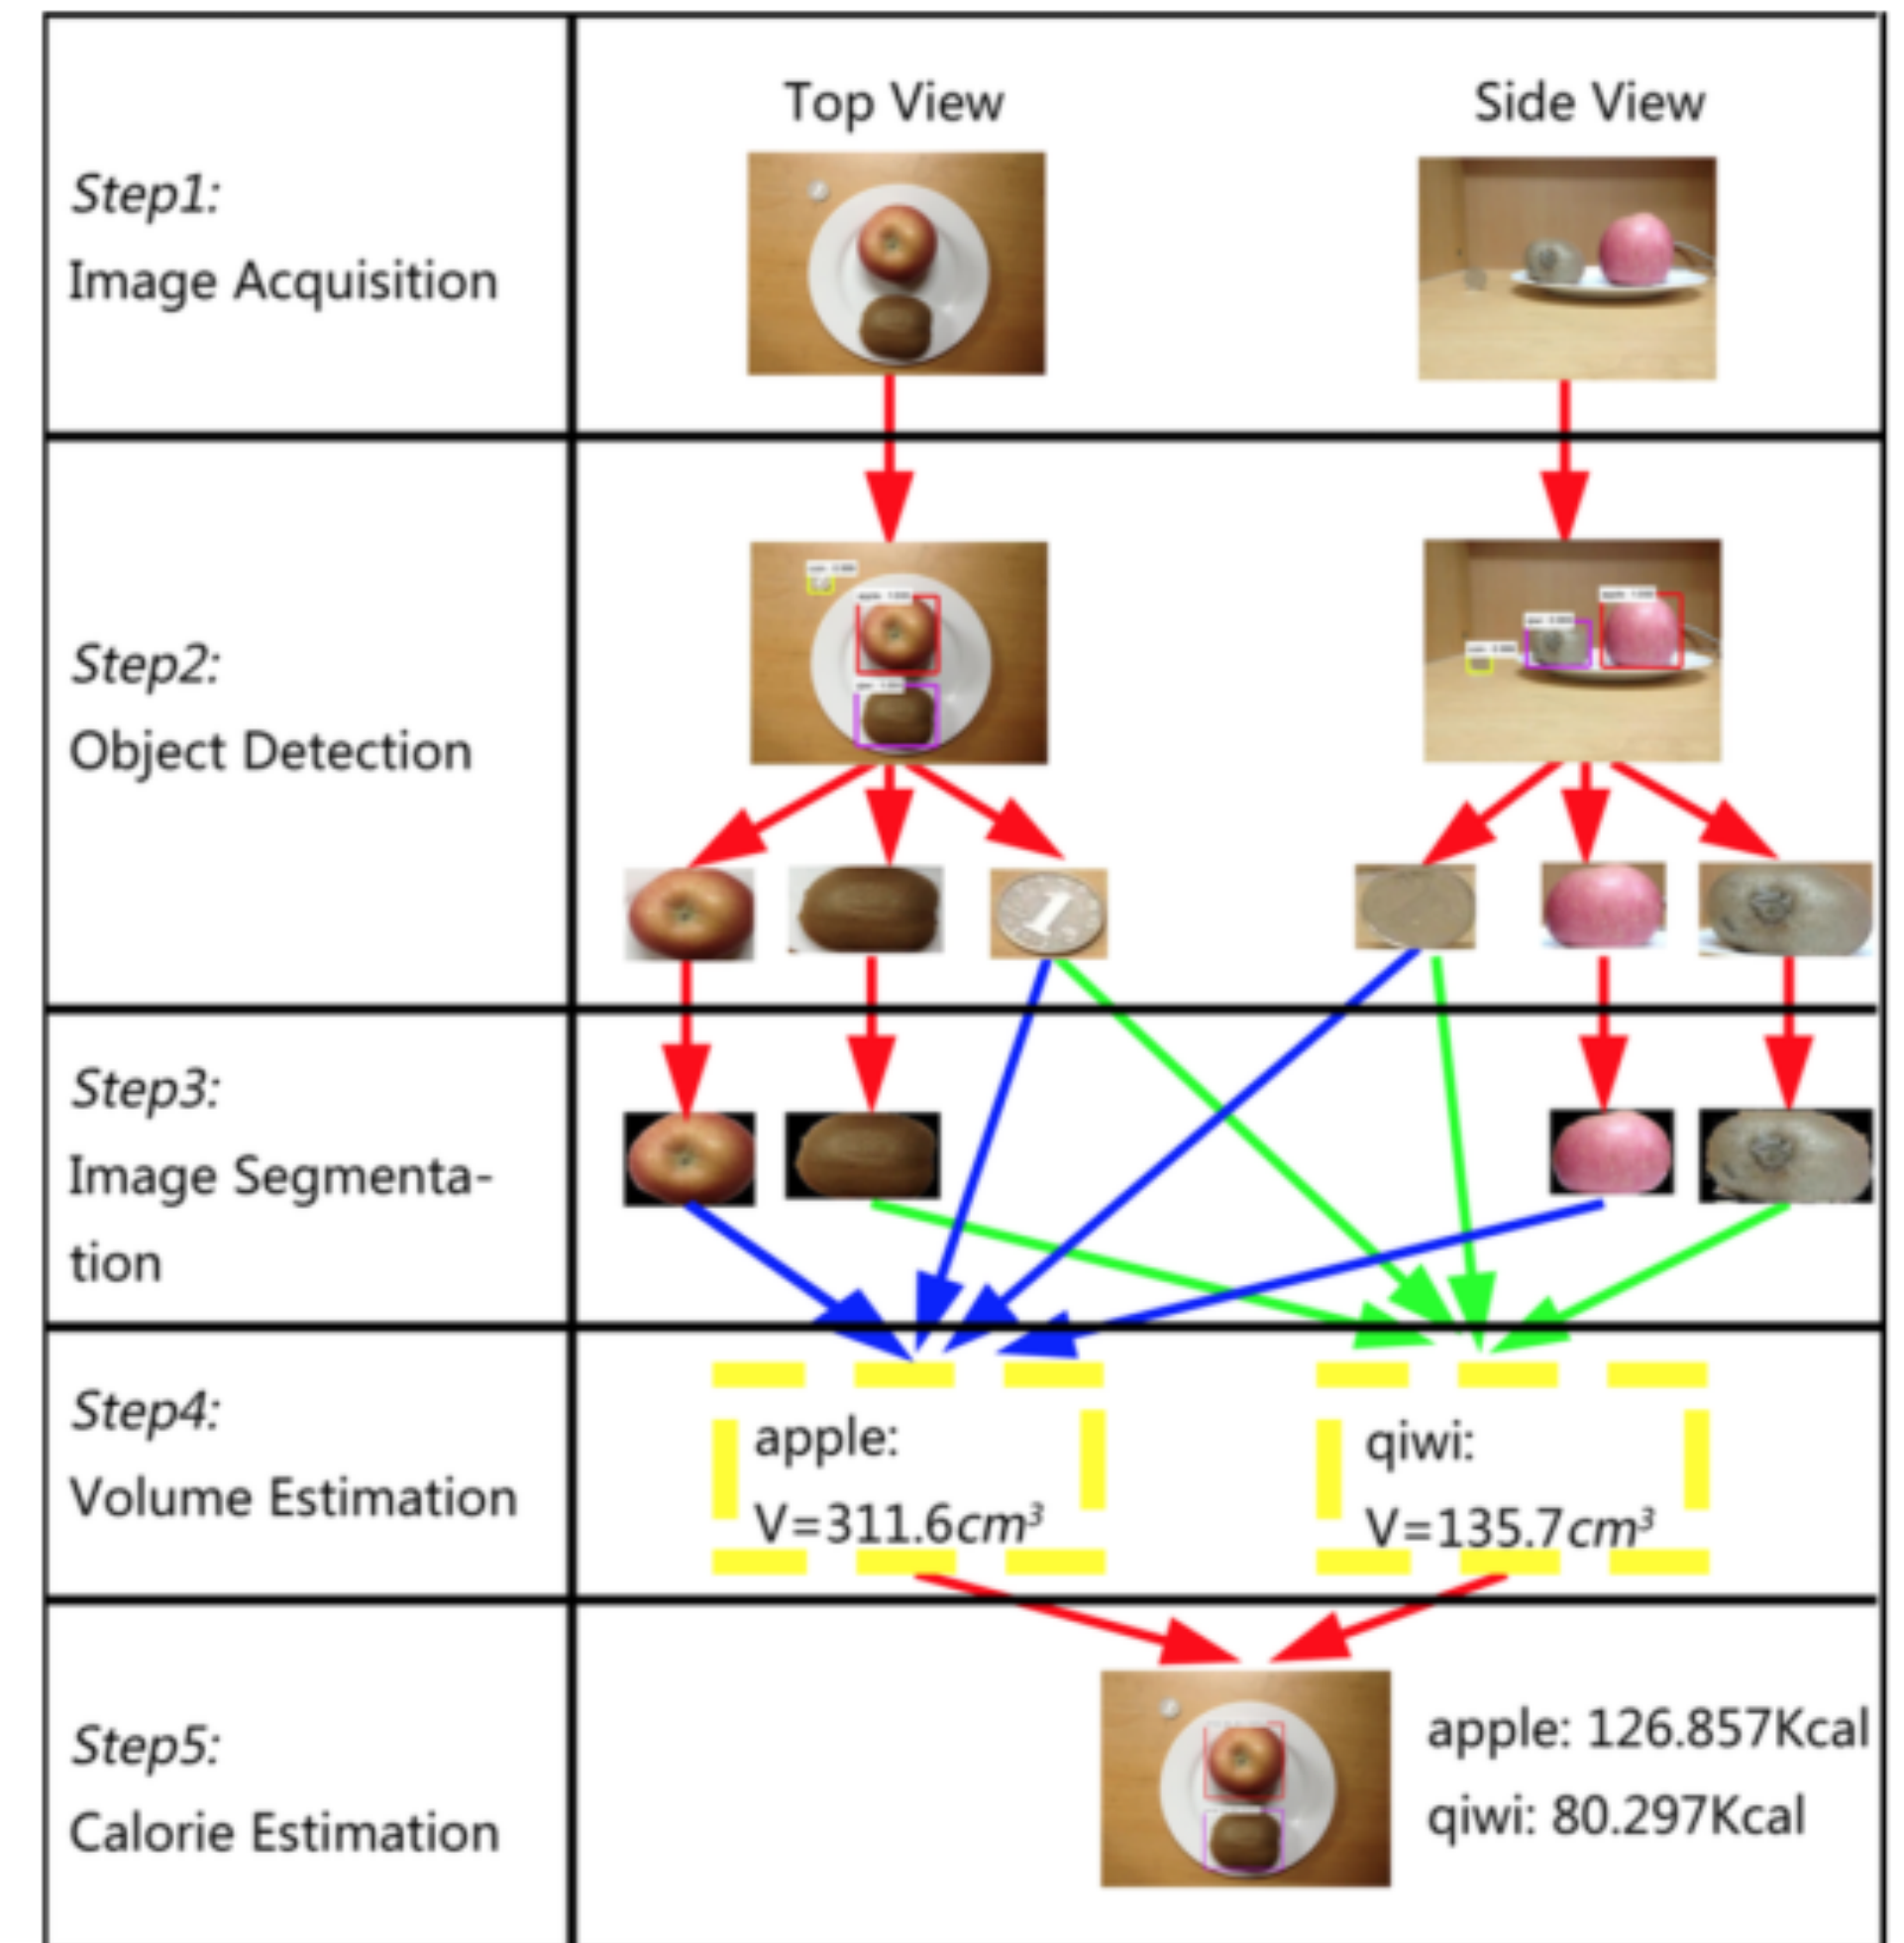 Top View
Side View
Step1:
Image Acquisition
Step2:
Object Detection
1
Step3:
Image Segmenta-
tion
Step4:
Volume Estimation
apple:
V=311.6cm³
qiwi:
V=135.7cm³
Step5:
Calorie Estimation
apple: 126.857Kcal
qiwi: 80.297Kcal